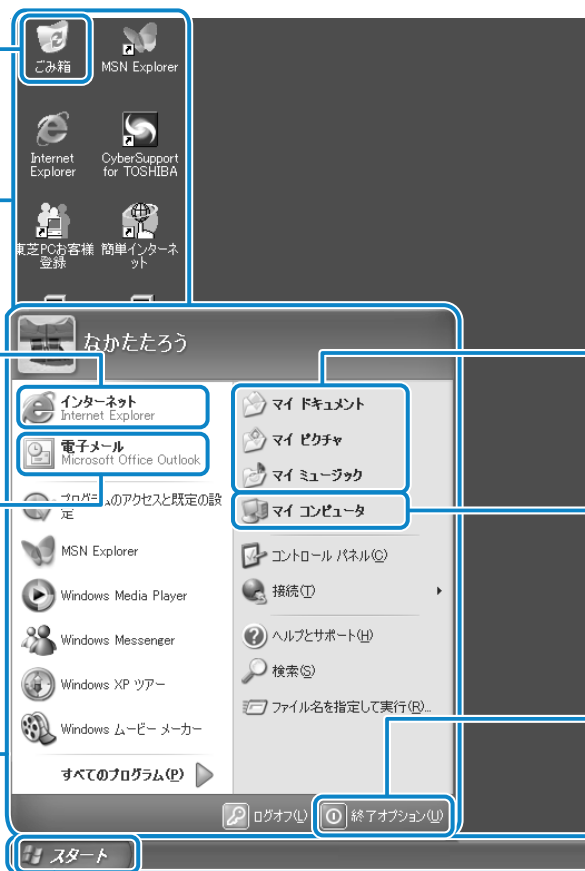 ごみ箱
MSN Explorer
Internet
Explorer
CyberSupport
for TOSHIBA
東芝PCお客様
登録
簡単インターネ
ット
なかたたろう
インターネット
Internet Explorer
電子メール
Microsoft Office Outlook
プログラムのアクセスと既定の設
定
MSN Explorer
Windows Media Player
Windows Messenger
Windows XP ツアー
Windows ムービー メーカー
すべてのプログラム(P)
マイ ドキュメント
マイ ピクチャ
マイ ミュージック
マイ コンピュータ
コントロール パネル(C)
接続(T)
ヘルプとサポート(H)
検索(S)
ファイル名を指定して実行(R)...
ログオフ(L)
終了オプション(U)
スタート